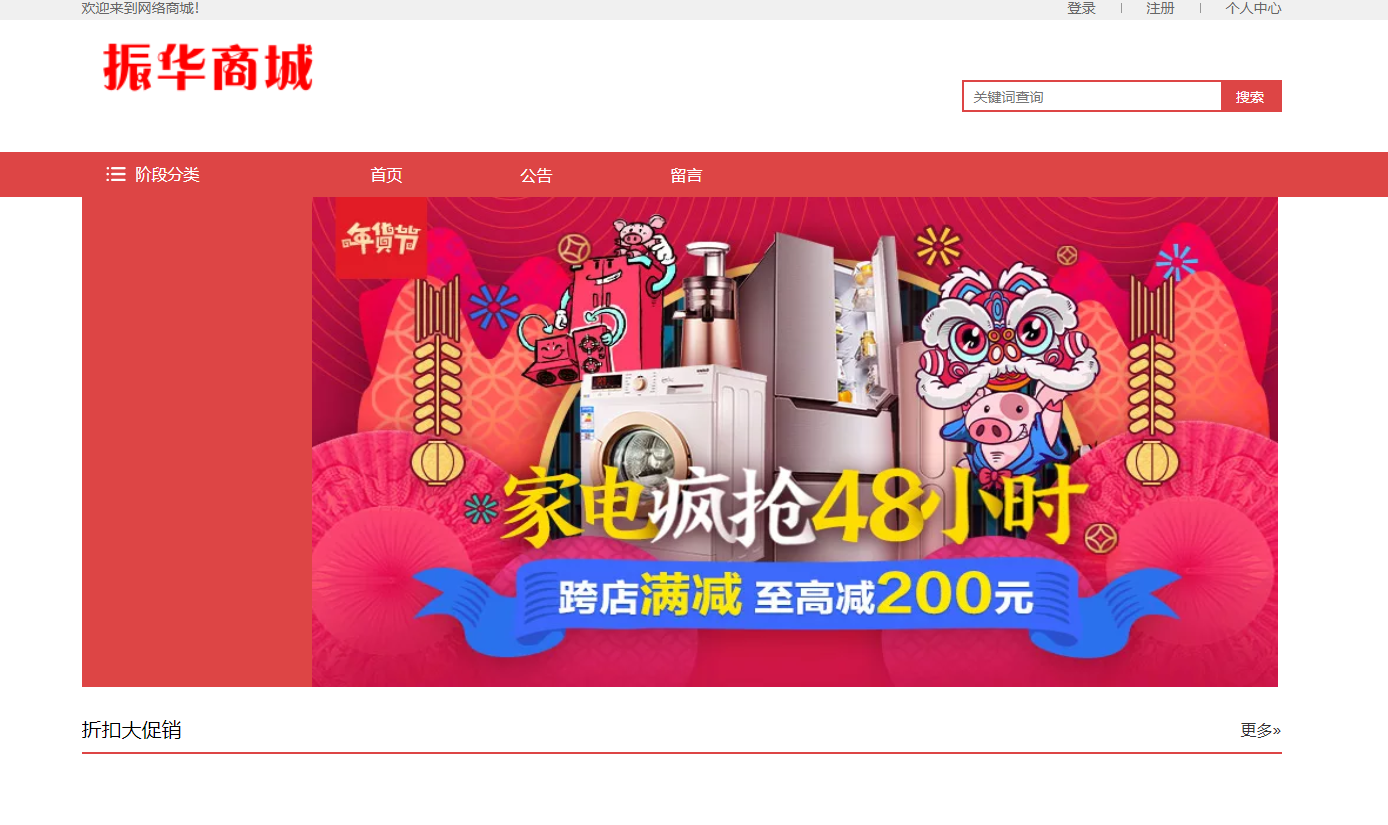 欢迎来到网络商城!
登录
注册
个人中心
振华商城
关键词查询
搜索
阶段分类
首页
公告
留言
年货节
家电疯抢48小时
跨店满减 至高减200元
折扣大促销
更多»